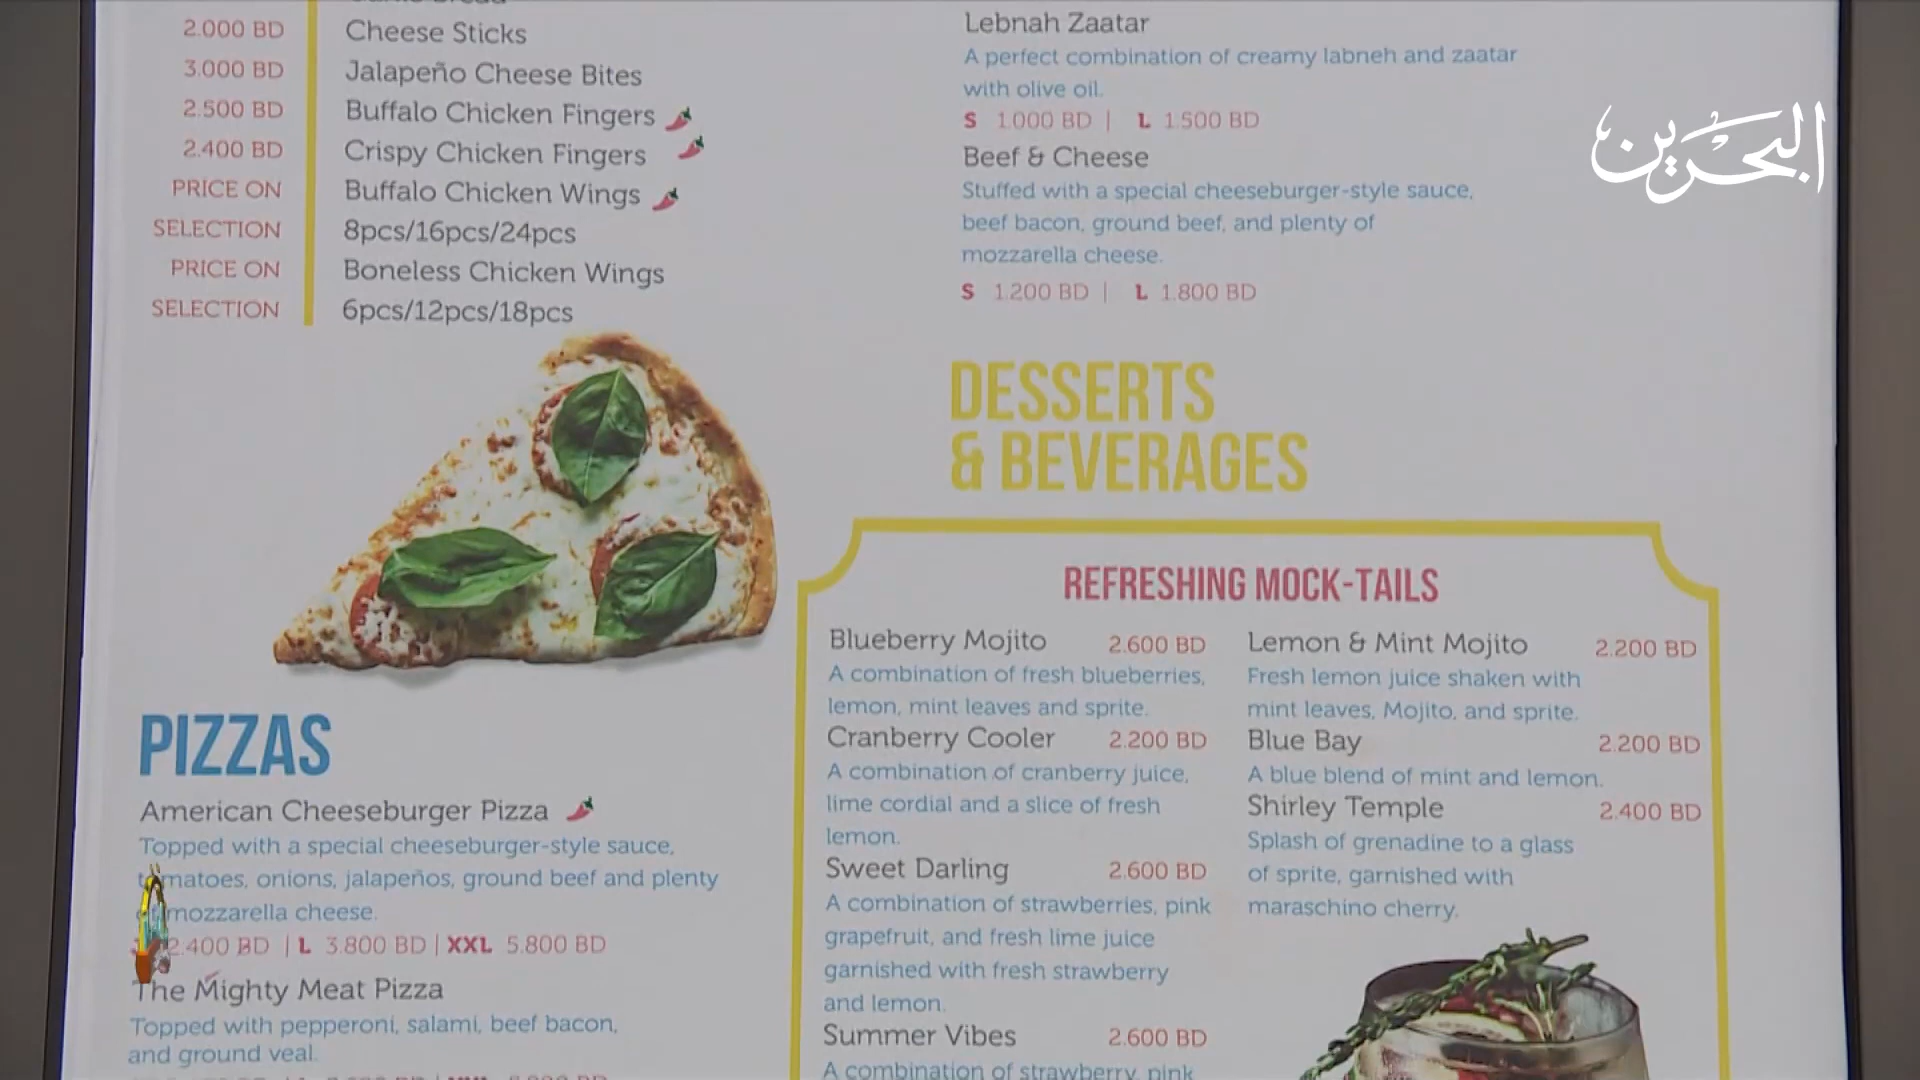 2.000 BD Cheese Sticks
3.000 BD Jalapeño Cheese Bites
2.500 BD Buffalo Chicken Fingers
2.400 BD Crispy Chicken Fingers
PRICE ON Buffalo Chicken Wings
SELECTION 8pcs/16pcs/24pcs
PRICE ON Boneless Chicken Wings
SELECTION 6pcs/12pcs/18pcs
PIZZAS
American Cheeseburger Pizza
Topped with a special cheeseburger-style sauce,
tomatoes, onions, jalapeños, ground beef and plenty
of mozzarella cheese.
2.400 BD | L 3.800 BD | XXL 5.800 BD
The Mighty Meat Pizza
Topped with pepperoni, salami, beef bacon,
and ground veal.
Lebnah Zaatar
A perfect combination of creamy labneh and zaatar
with olive oil.
S 1.000 BD | L 1.500 BD
Beef & Cheese
Stuffed with a special cheeseburger-style sauce,
beef bacon, ground beef, and plenty of
mozzarella cheese.
S 1.200 BD | L 1.800 BD
البحرين
DESSERTS
& BEVERAGES
REFRESHING MOCK-TAILS
Blueberry Mojito 2.600 BD
A combination of fresh blueberries,
lemon, mint leaves and sprite.
Cranberry Cooler 2.200 BD
A combination of cranberry juice,
lime cordial and a slice of fresh
lemon.
Sweet Darling 2.600 BD
A combination of strawberries, pink
grapefruit, and fresh lime juice
garnished with fresh strawberry
and lemon.
Summer Vibes 2.600 BD
A combination of strawberry, pink
Lemon & Mint Mojito 2.200 BD
Fresh lemon juice shaken with
mint leaves, Mojito, and sprite.
Blue Bay 2.200 BD
A blue blend of mint and lemon.
Shirley Temple 2.400 BD
Splash of grenadine to a glass
of sprite, garnished with
maraschino cherry.